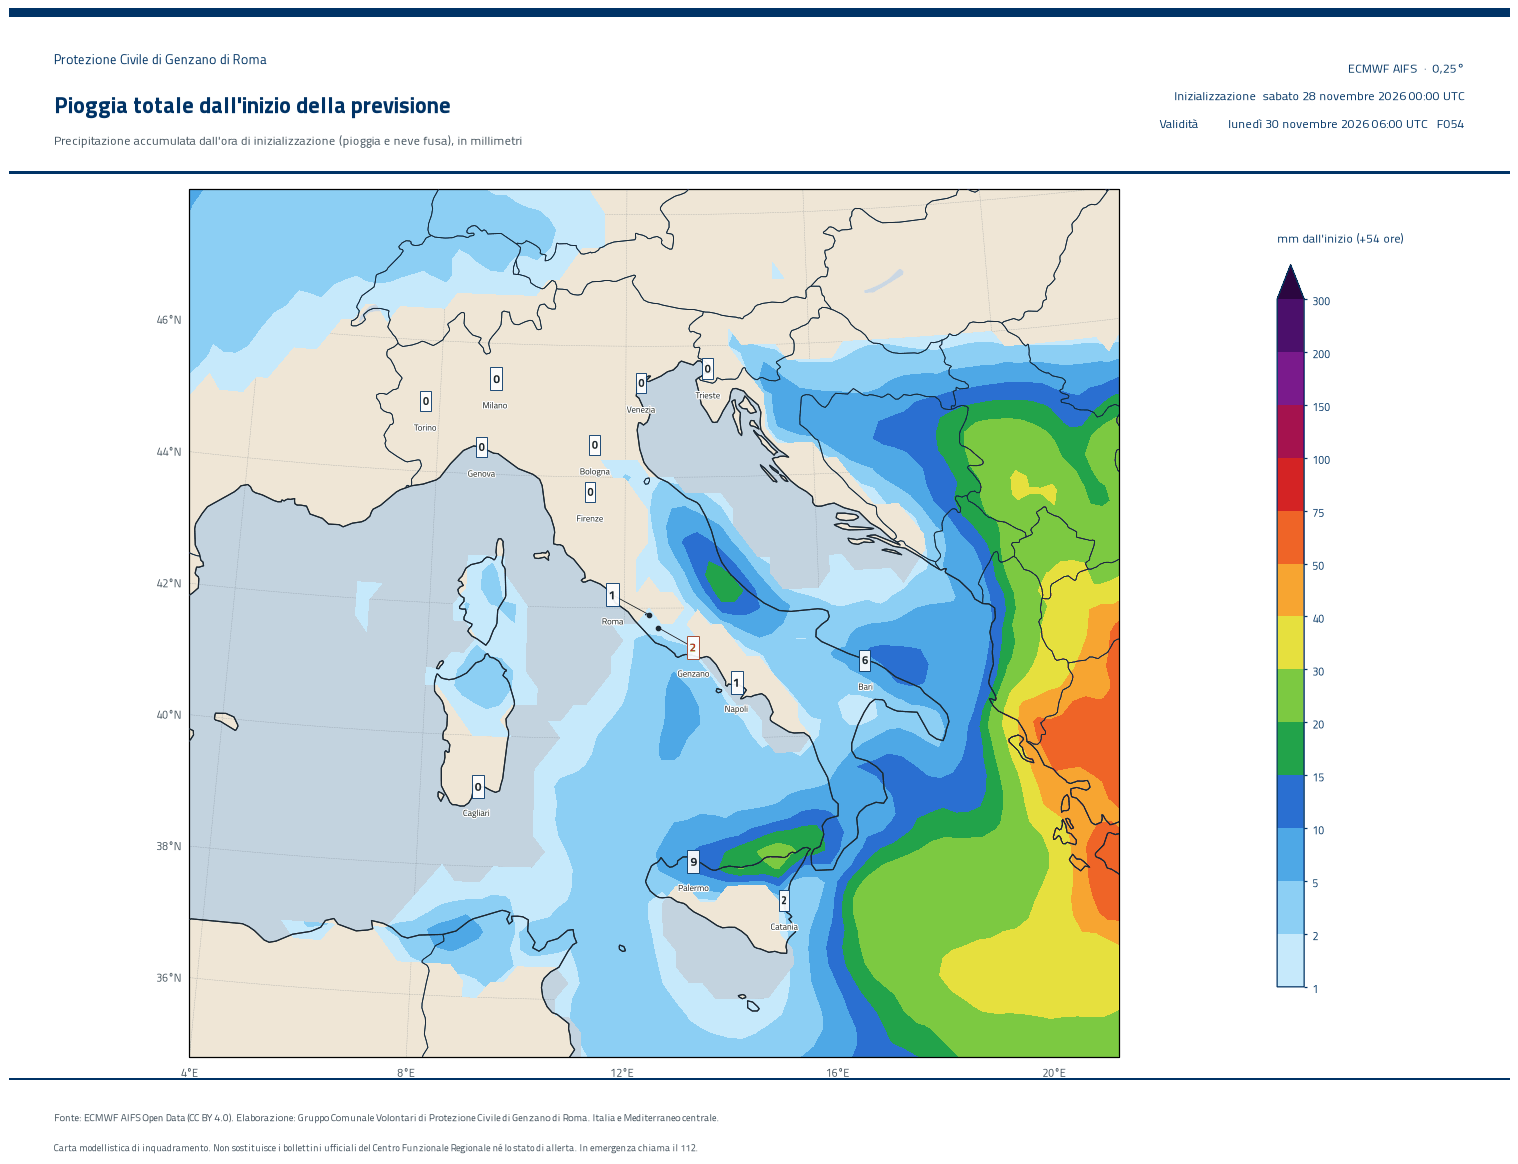 Protezione Civile di Genzano di Roma
Pioggia totale dall'inizio della previsione
Precipitazione accumulata dall'ora di inizializzazione (pioggia e neve fusa), in millimetri
ECMWF AIFS · 0,25°
Inizializzazione sabato 28 novembre 2026 00:00 UTC
Validità lunedì 30 novembre 2026 06:00 UTC F054
mm dall'inizio (+54 ore)
300
200
150
100
75
50
40
30
20
15
10
5
2
1
46°N
44°N
42°N
40°N
38°N
36°N
4°E
8°E
12°E
16°E
20°E
0
Trieste
0
Venezia
0
Milano
0
Torino
0
Genova
0
Bologna
0
Firenze
1
Roma
2
Genzano
1
Napoli
6
Bari
0
Cagliari
9
Palermo
2
Catania
Fonte: ECMWF AIFS Open Data (CC BY 4.0). Elaborazione: Gruppo Comunale Volontari di Protezione Civile di Genzano di Roma. Italia e Mediterraneo centrale.
Carta modellistica di inquadramento. Non sostituisce i bollettini ufficiali del Centro Funzionale Regionale né lo stato di allerta. In emergenza chiama il 112.